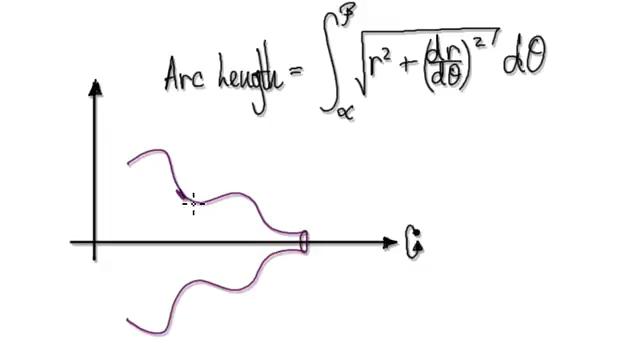 Arc Length = ∫_α^β √(r² + (dr/dθ)²) dθ